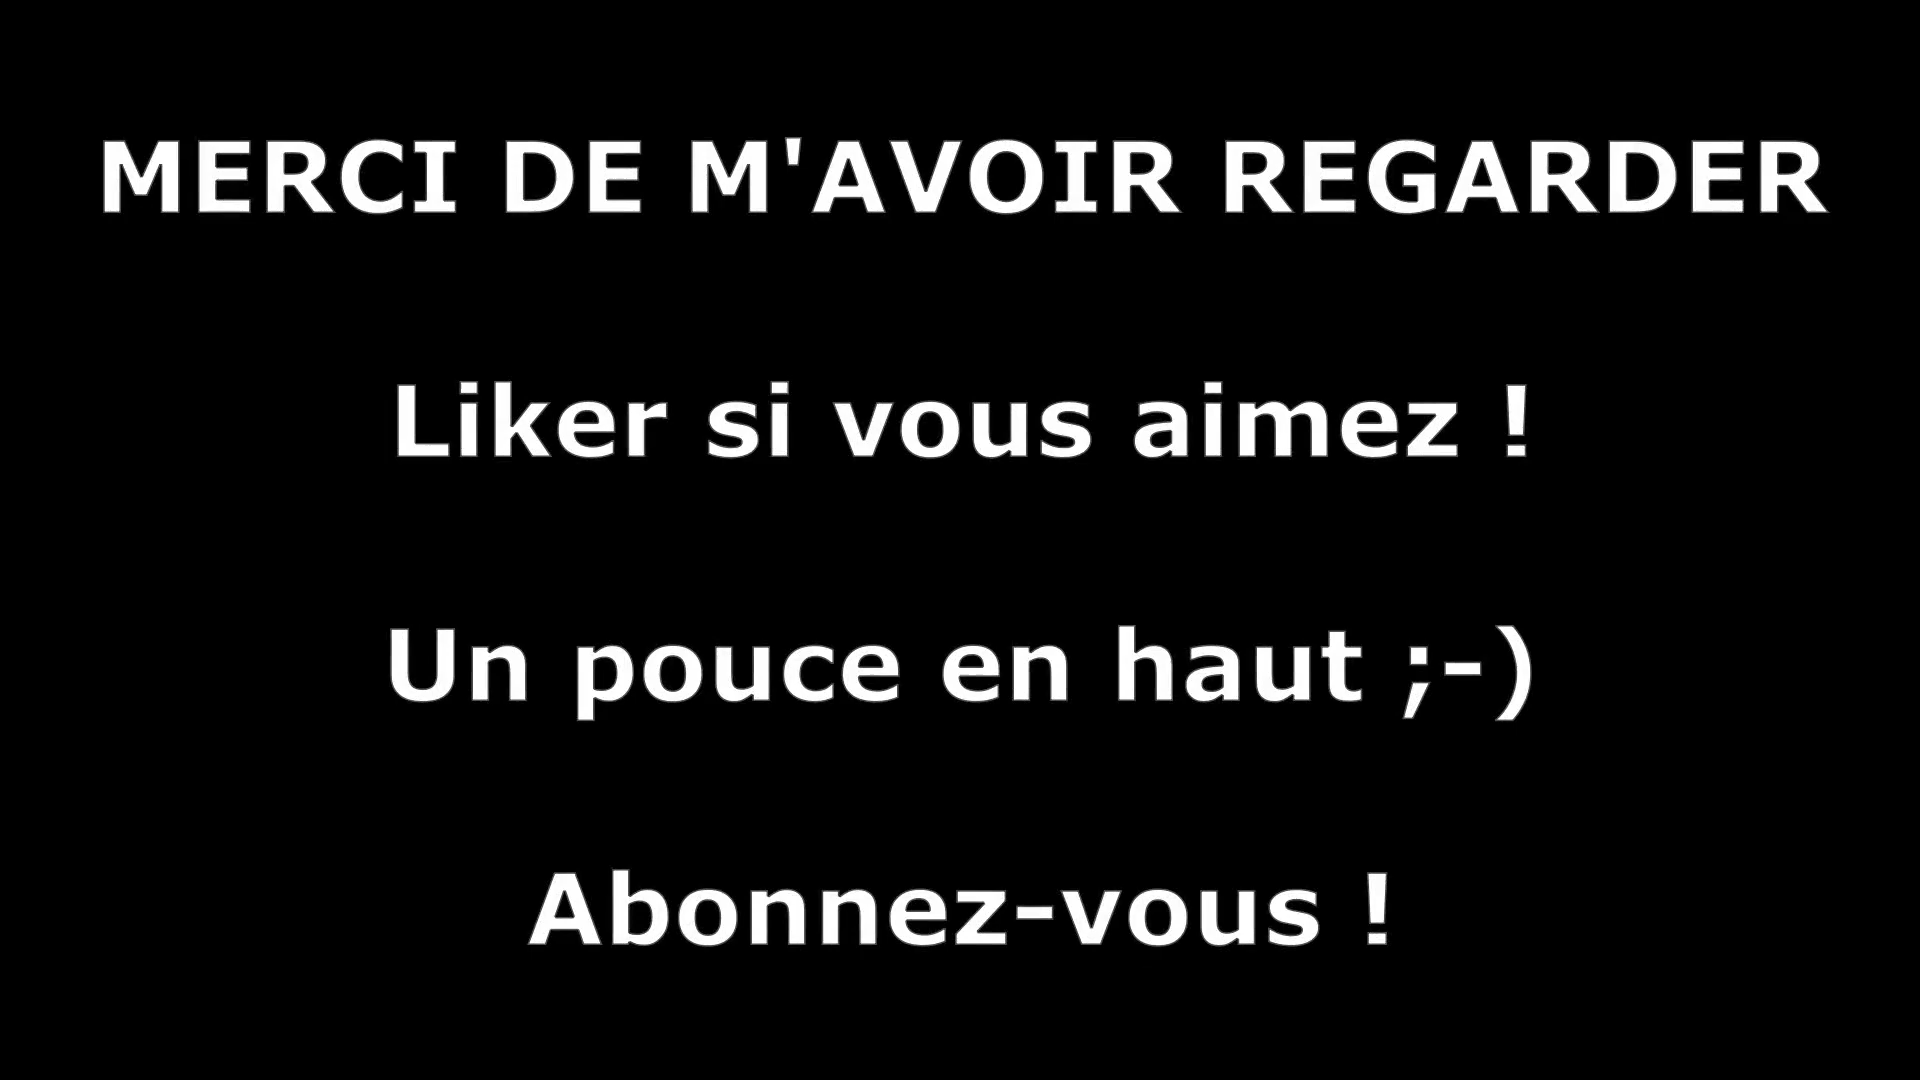 MERCI DE M'AVOIR REGARDER
Liker si vous aimez !
Un pouce en haut ;-)
Abonnez-vous !